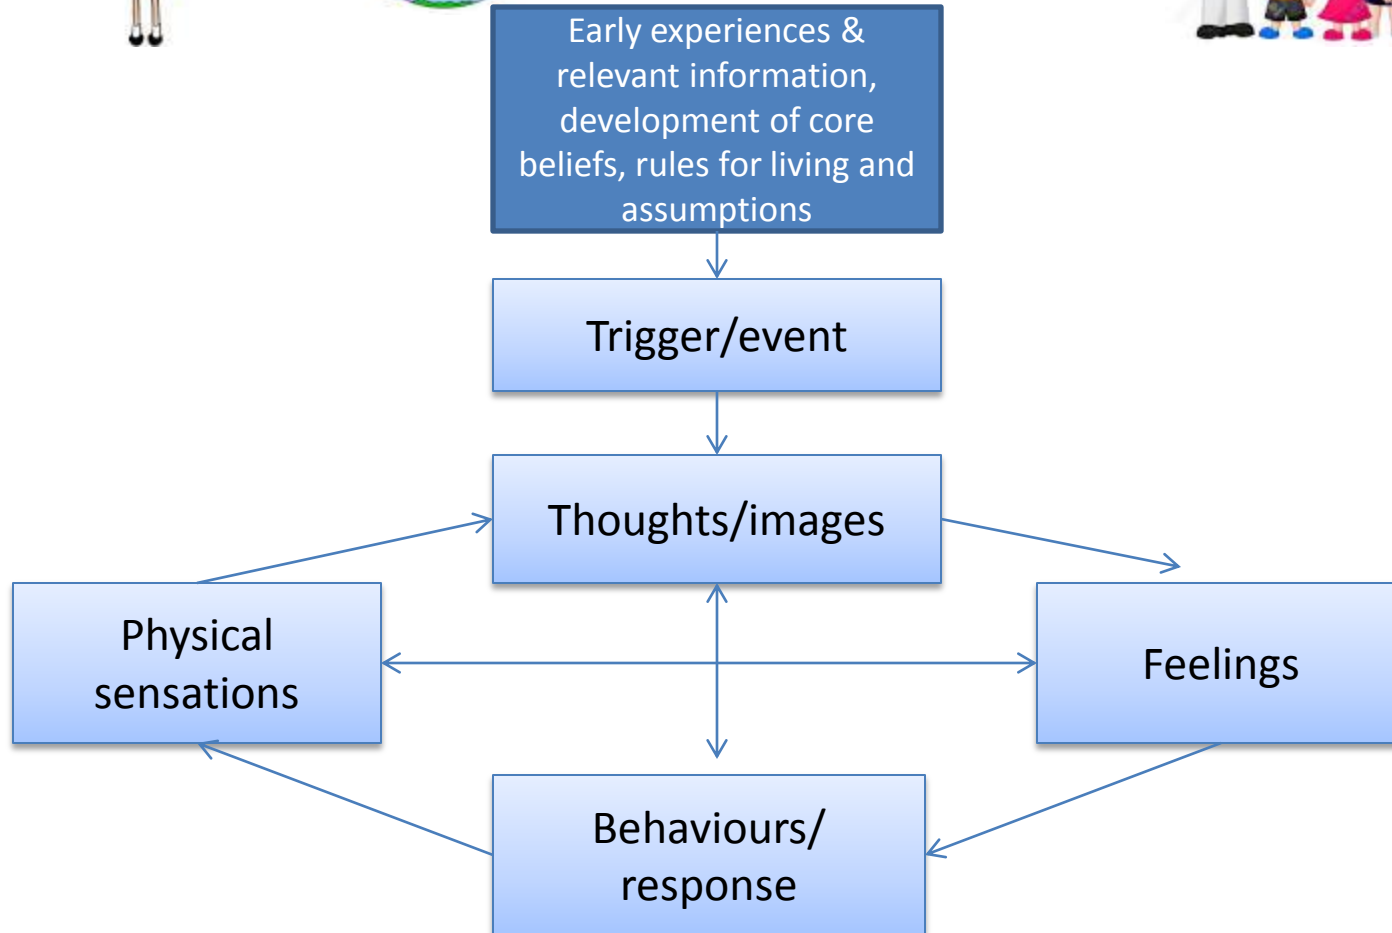 Early experiences &
relevant information,
development of core
beliefs, rules for living and
assumptions
Trigger/event
Thoughts/images
Physical
sensations
Feelings
Behaviours/
response